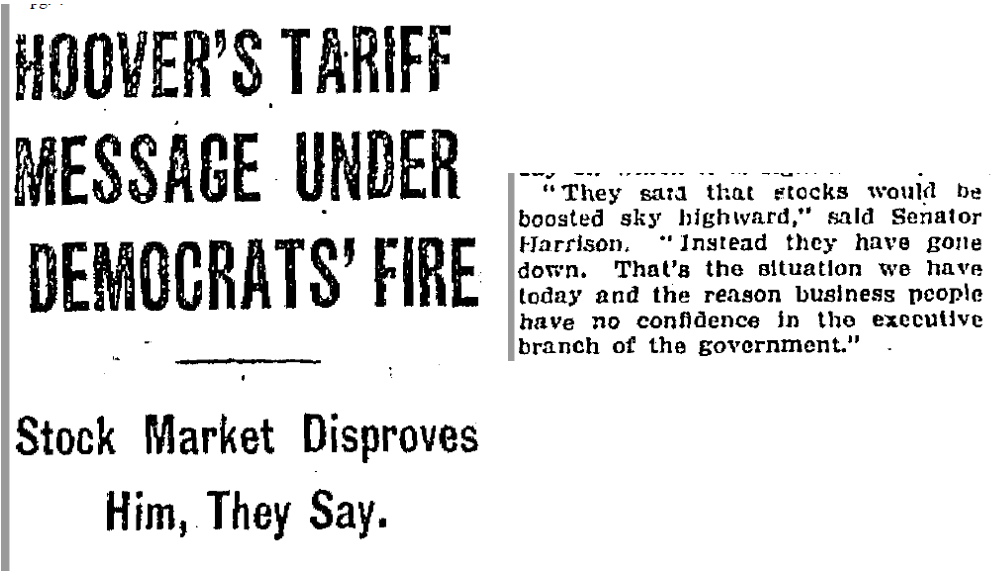 HOOVER'S TARIFF
MESSAGE UNDER
DEMOCRATS' FIRE
Stock Market Disproves
Him, They Say.
"They said that stocks would be
boosted sky highward," said Senator
Harrison. "Instead they have gone
down. That's the situation we have
today and the reason business people
have no confidence in the executive
branch of the government."